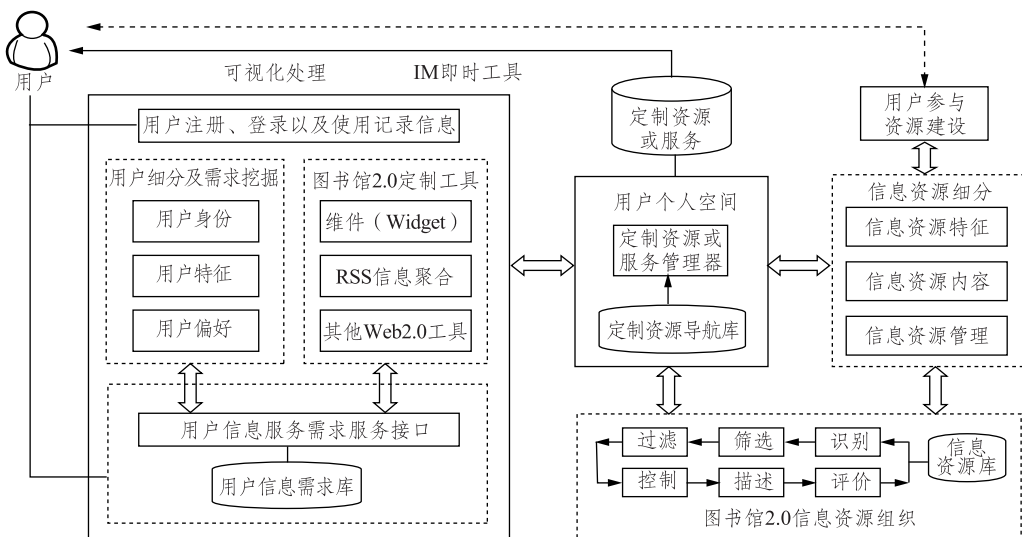 用户
可视化处理
IM即时工具
用户注册、登录以及使用记录信息
用户细分及需求挖掘
用户身份
用户特征
用户偏好
图书馆2.0定制工具
维件（Widget）
RSS信息聚合
其他Web2.0工具
用户信息服务需求服务接口
用户信息需求库
定制资源
或服务
用户个人空间
定制资源或
服务管理器
定制资源导航库
用户参与
资源建设
信息资源细分
信息资源特征
信息资源内容
信息资源管理
过滤
筛选
识别
信息
资源库
控制
描述
评价
图书馆2.0信息资源组织